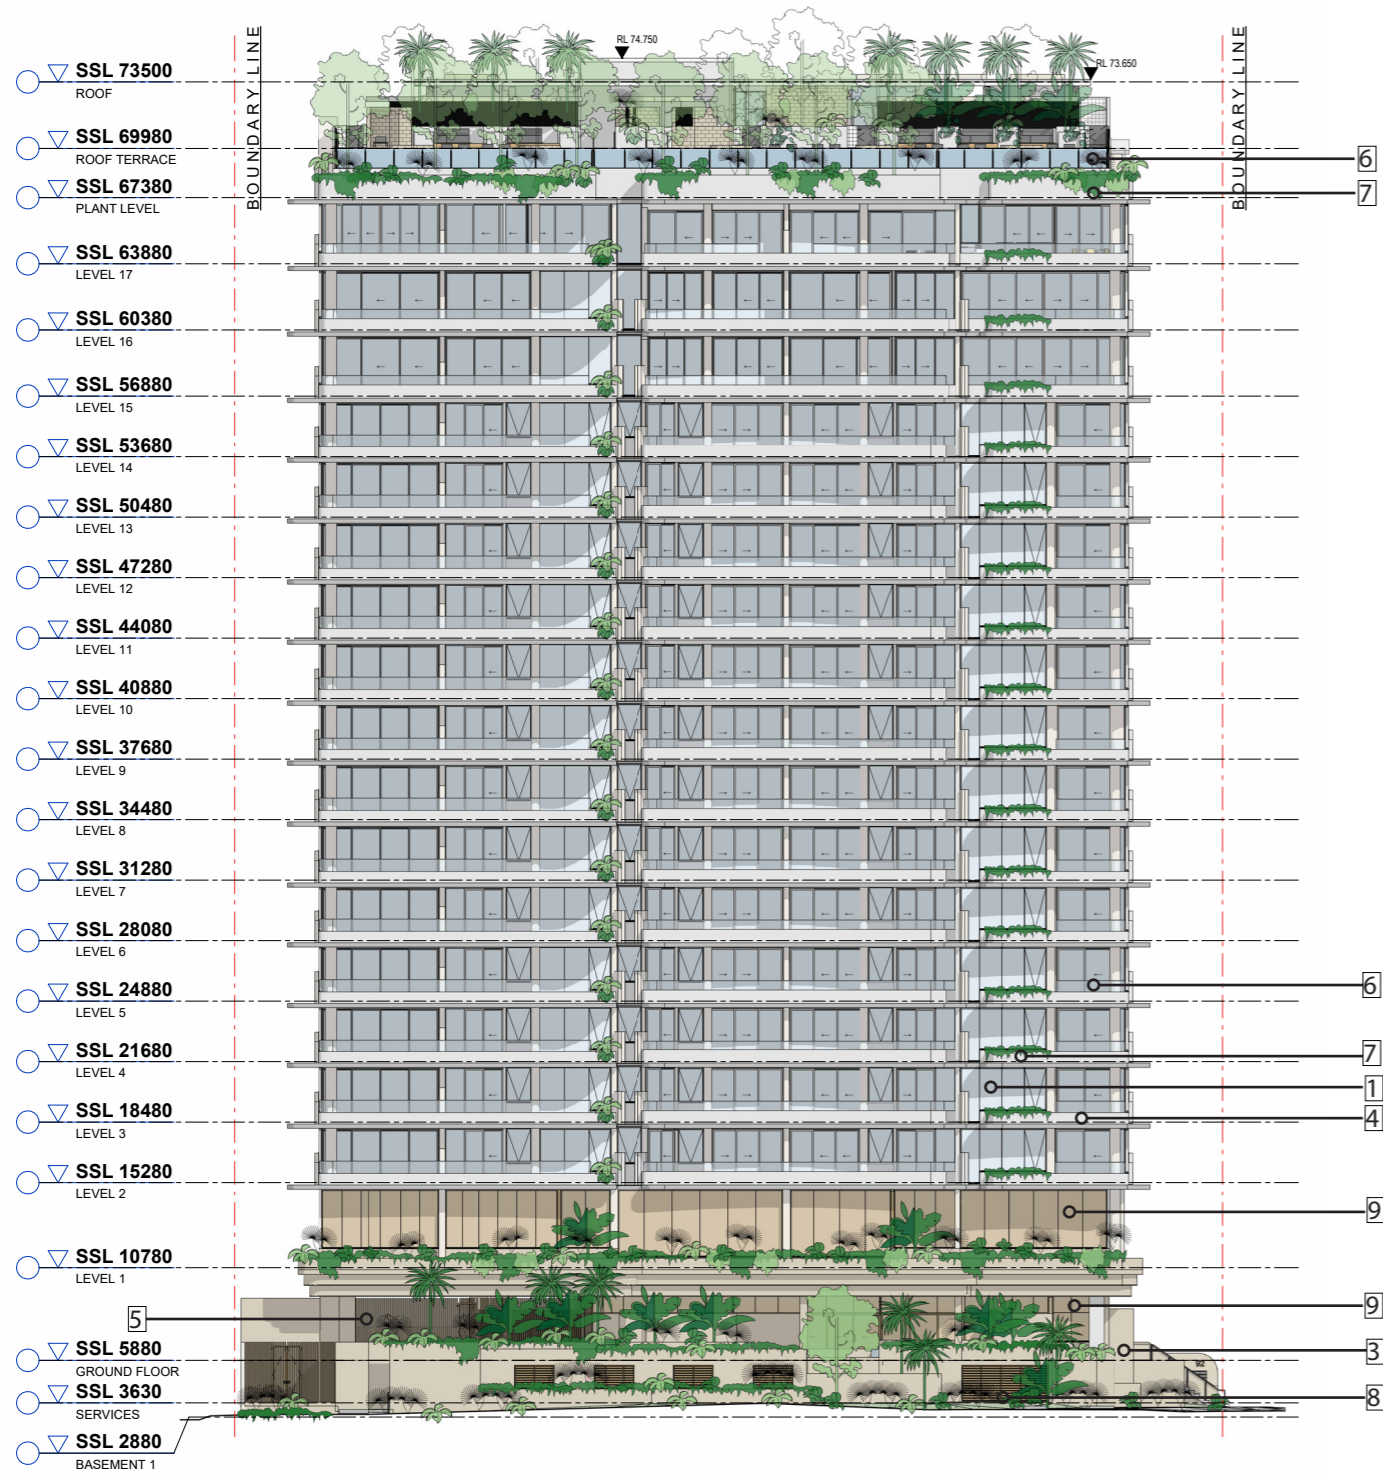 RL 74.750
RL 73.650
BOUNDARY LINE
BOUNDARY LINE
SSL 73500
ROOF
SSL 69980
ROOF TERRACE
6
SSL 67380
PLANT LEVEL
7
SSL 63880
LEVEL 17
SSL 60380
LEVEL 16
SSL 56880
LEVEL 15
SSL 53680
LEVEL 14
SSL 50480
LEVEL 13
SSL 47280
LEVEL 12
SSL 44080
LEVEL 11
SSL 40880
LEVEL 10
SSL 37680
LEVEL 9
SSL 34480
LEVEL 8
SSL 31280
LEVEL 7
SSL 28080
LEVEL 6
SSL 24880
LEVEL 5
6
SSL 21680
LEVEL 4
7
1
SSL 18480
LEVEL 3
4
SSL 15280
LEVEL 2
9
SSL 10780
LEVEL 1
9
5
SSL 5880
GROUND FLOOR
3
92
SSL 3630
SERVICES
8
SSL 2880
BASEMENT 1